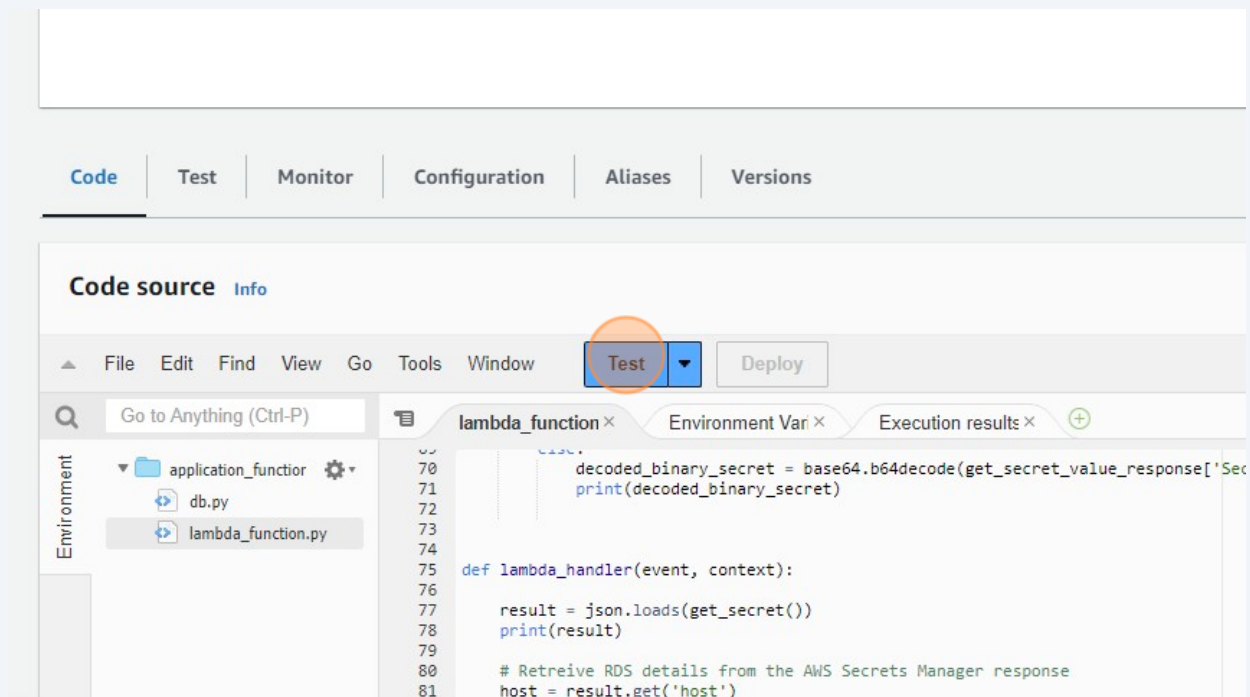 Code Test Monitor Configuration Aliases Versions
Code source Info
File Edit Find View Go Tools Window Test Deploy
Go to Anything (Ctrl-P) lambda_function × Environment Vari × Execution results ×
Environment
application_function
db.py
lambda_function.py
70 decoded_binary_secret = base64.b64decode(get_secret_value_response['Sec
71 print(decoded_binary_secret)
72
73
74
75 def lambda_handler(event, context):
76
77 result = json.loads(get_secret())
78 print(result)
79
80 # Retreive RDS details from the AWS Secrets Manager response
81 host = result.get('host')